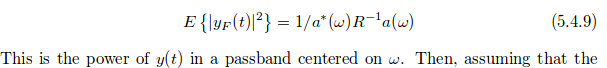 E {|y_F(t)|²} = 1/a*(ω)R⁻¹a(ω) (5.4.9)
This is the power of y(t) in a passband centered on ω. Then, assuming that the